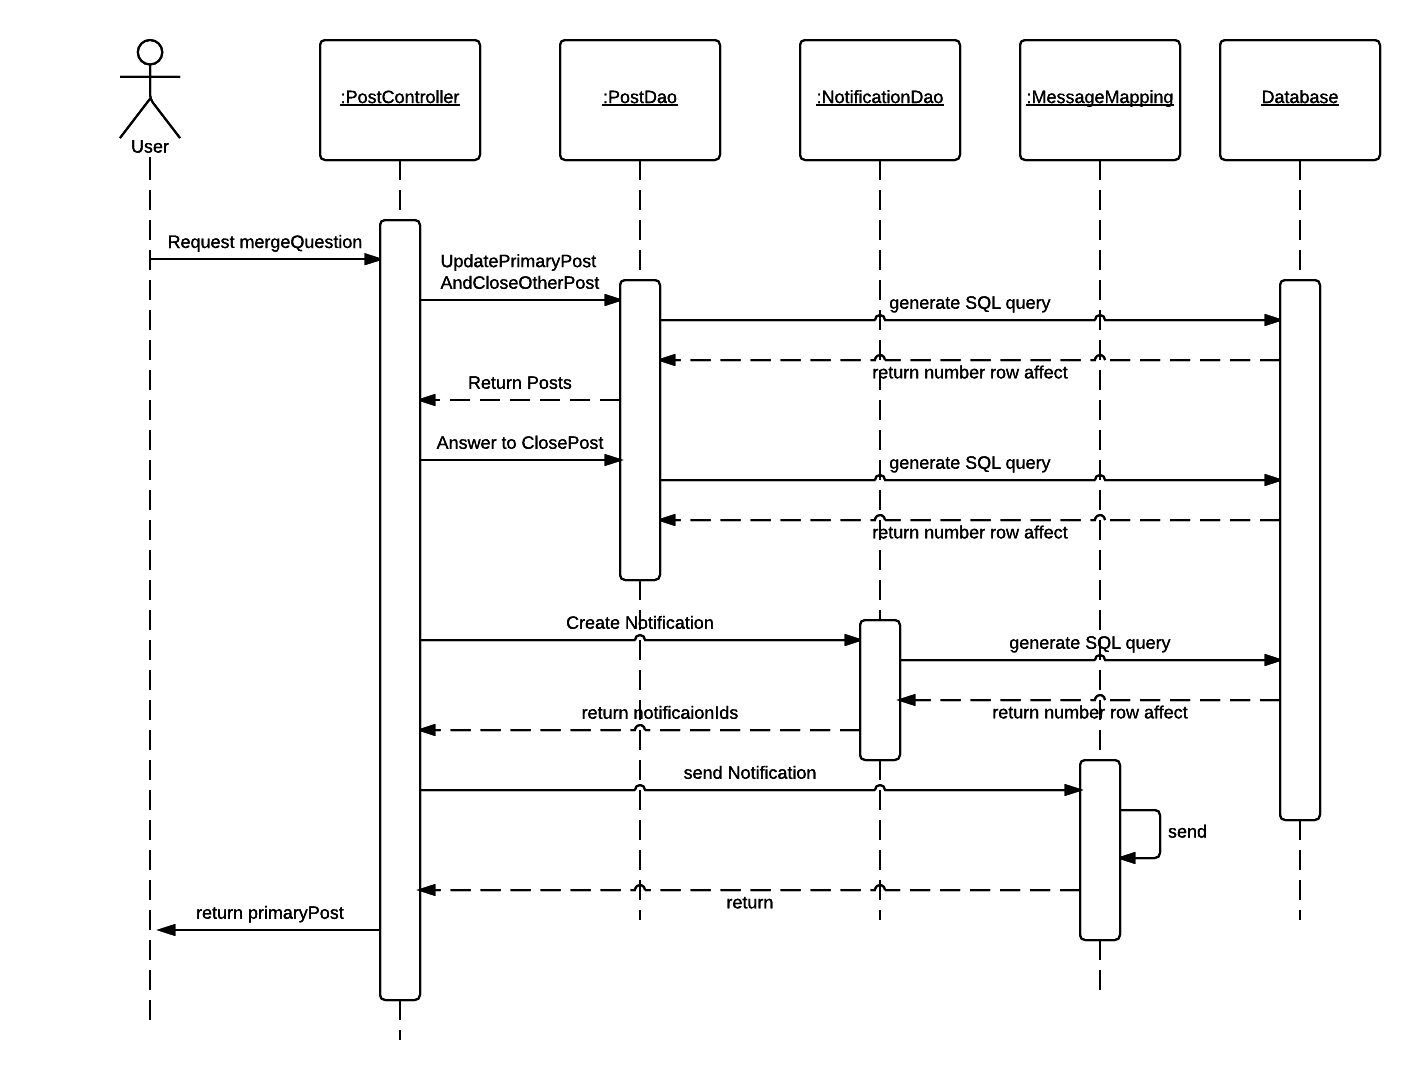 User
:PostController
:PostDao
:NotificationDao
:MessageMapping
Database
Request mergeQuestion
UpdatePrimaryPost
AndCloseOtherPost
generate SQL query
return number row affect
Return Posts
Answer to ClosePost
generate SQL query
return number row affect
Create Notification
generate SQL query
return number row affect
return notificaionIds
send Notification
send
return
return primaryPost